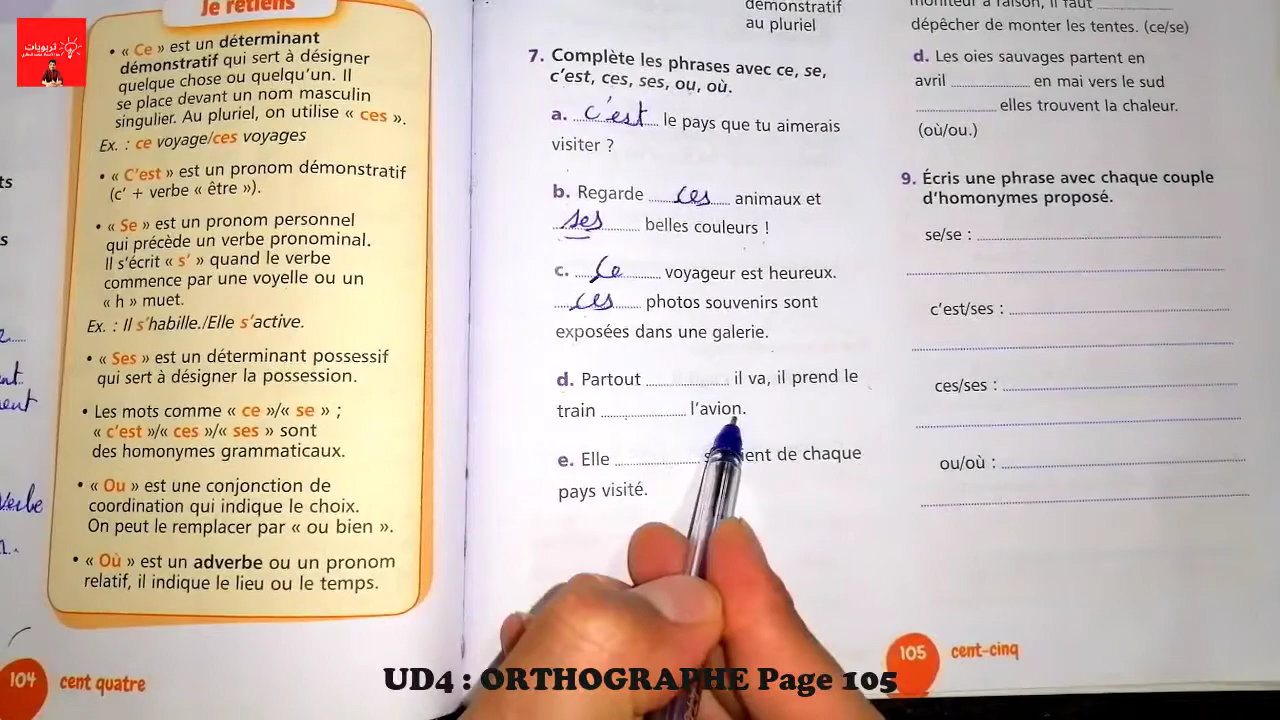 تربويات
Je retiens
• « Ce » est un déterminant
démonstratif qui sert à désigner
quelque chose ou quelqu'un. Il
se place devant un nom masculin
singulier. Au pluriel, on utilise « ces ».
Ex. : ce voyage/ces voyages
• « C'est » est un pronom démonstratif
(c' + verbe « être »).
• « Se » est un pronom personnel
qui précède un verbe pronominal.
Il s'écrit « s' » quand le verbe
commence par une voyelle ou un
« h » muet.
Ex. : Il s'habille./Elle s'active.
• « Ses » est un déterminant possessif
qui sert à désigner la possession.
• Les mots comme « ce »/« se » ;
« c'est »/« ces »/« ses » sont
des homonymes grammaticaux.
• « Ou » est une conjonction de
coordination qui indique le choix.
On peut le remplacer par « ou bien ».
• « Où » est un adverbe ou un pronom
relatif, il indique le lieu ou le temps.
104 cent quatre
démonstratif
au pluriel
7. Complète les phrases avec ce, se,
c'est, ces, ses, ou, où.
a. c'est le pays que tu aimerais
visiter ?
b. Regarde ces animaux et
ses belles couleurs !
c. Ce voyageur est heureux.
ces photos souvenirs sont
exposées dans une galerie.
d. Partout ............ il va, il prend le
train ............ l'avion.
e. Elle ............ de chaque
pays visité.
moniteur a raison, il faut ............
dépêcher de monter les tentes. (ce/se)
d. Les oies sauvages partent en
avril ............ en mai vers le sud
............ elles trouvent la chaleur.
(où/ou.)
9. Écris une phrase avec chaque couple
d'homonymes proposé.
se/se : ............
c'est/ses : ............
ces/ses : ............
ou/où : ............
105 cent-cinq
UD4 : ORTHOGRAPHE Page 105